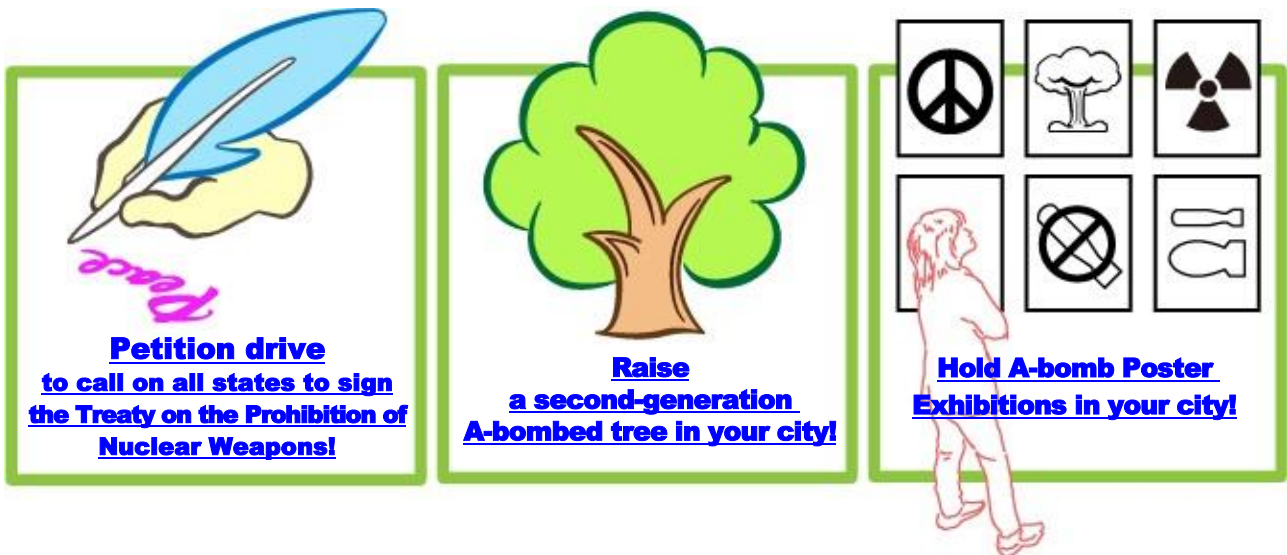 Peace
Petition drive
to call on all states to sign
the Treaty on the Prohibition of
Nuclear Weapons!
Raise
a second-generation
A-bombed tree in your city!
Hold A-bomb Poster
Exhibitions in your city!